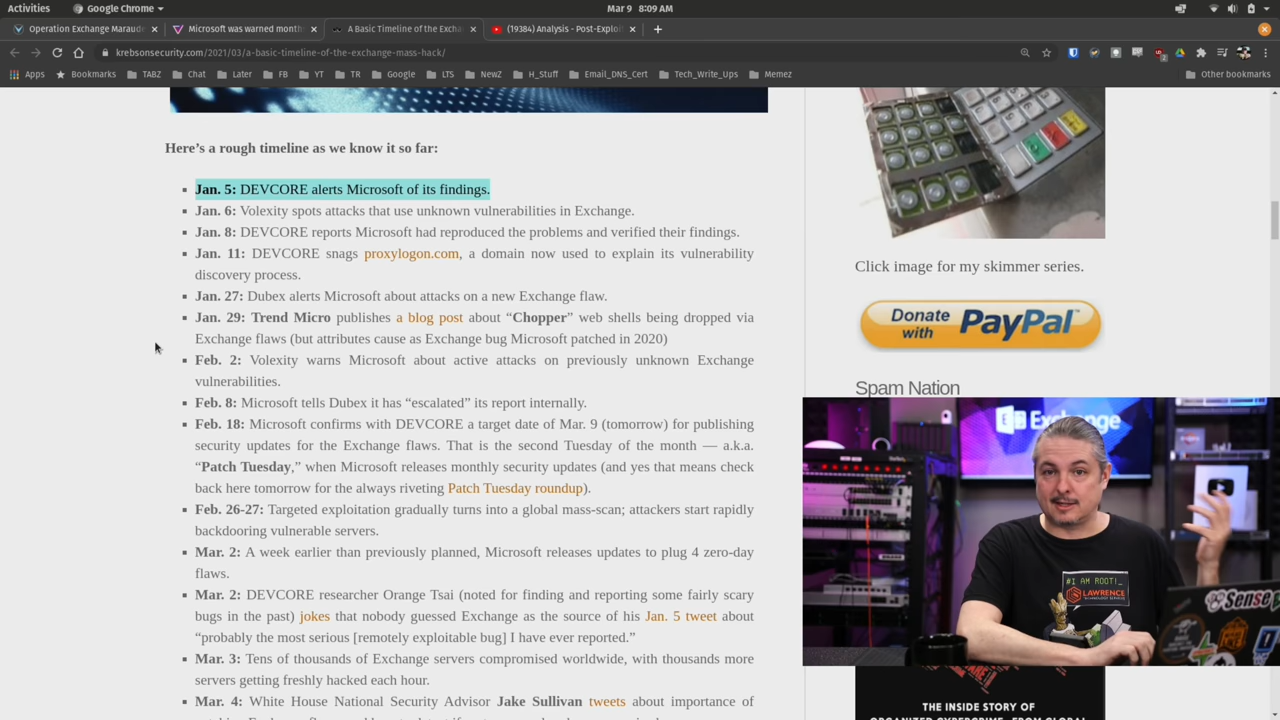 Activities
Google Chrome
Mar 9 8:09 AM
Operation Exchange Maraud
Microsoft was warned month
A Basic Timeline of the Excha
(19384) Analysis - Post-Exploit
krebsonsecurity.com/2021/03/a-basic-timeline-of-the-exchange-mass-hack/
Apps
Bookmarks
TABZ
Chat
Later
FB
YT
TR
Google
LTS
NewZ
H_Stuff
Email_DNS_Cert
Tech_Write_Ups
Memez
Other bookmarks
Here’s a rough timeline as we know it so far:
Jan. 5: DEVCORE alerts Microsoft of its findings.
Jan. 6: Volexity spots attacks that use unknown vulnerabilities in Exchange.
Jan. 8: DEVCORE reports Microsoft had reproduced the problems and verified their findings.
Jan. 11: DEVCORE snags proxylogon.com, a domain now used to explain its vulnerability
discovery process.
Jan. 27: Dubex alerts Microsoft about attacks on a new Exchange flaw.
Jan. 29: Trend Micro publishes a blog post about “Chopper” web shells being dropped via
Exchange flaws (but attributes cause as Exchange bug Microsoft patched in 2020)
Feb. 2: Volexity warns Microsoft about active attacks on previously unknown Exchange
vulnerabilities.
Feb. 8: Microsoft tells Dubex it has “escalated” its report internally.
Feb. 18: Microsoft confirms with DEVCORE a target date of Mar. 9 (tomorrow) for publishing
security updates for the Exchange flaws. That is the second Tuesday of the month — a.k.a.
“Patch Tuesday,” when Microsoft releases monthly security updates (and yes that means check
back here tomorrow for the always riveting Patch Tuesday roundup).
Feb. 26-27: Targeted exploitation gradually turns into a global mass-scan; attackers start rapidly
backdooring vulnerable servers.
Mar. 2: A week earlier than previously planned, Microsoft releases updates to plug 4 zero-day
flaws.
Mar. 2: DEVCORE researcher Orange Tsai (noted for finding and reporting some fairly scary
bugs in the past) jokes that nobody guessed Exchange as the source of his Jan. 5 tweet about
“probably the most serious [remotely exploitable bug] I have ever reported.”
Mar. 3: Tens of thousands of Exchange servers compromised worldwide, with thousands more
servers getting freshly hacked each hour.
Mar. 4: White House National Security Advisor Jake Sullivan tweets about importance of
Click image for my skimmer series.
Donate
with PayPal
Spam Nation
Exchange
#I AM ROOT!_
LAWRENCE
Sense
THE INSIDE STORY OF